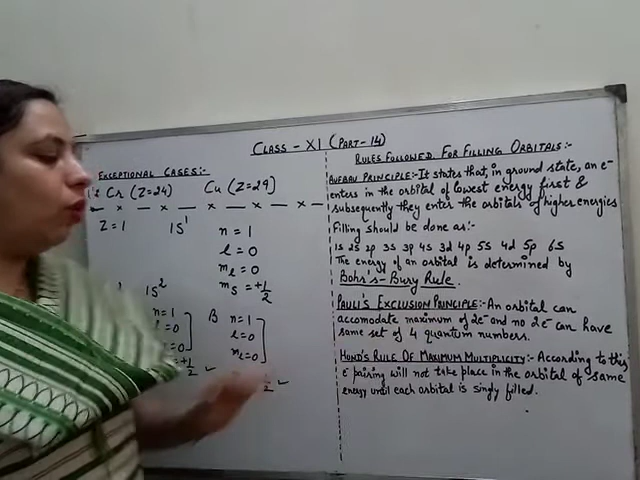 CLASS - XI (PART-14)
EXCEPTIONAL CASES:-
Cr (Z=24) Cu (Z=29)
Z=1 1S¹ n = 1
l = 0
ml = 0
ms = +1/2
1S²
n=1 B n=1
l=0 l=0
=0 ml=0
+1/2 ✓ 1/2 ✓
RULES FOLLOWED FOR FILLING ORBITALS:-
AUFBAU PRINCIPLE:- It states that, in ground state, an e⁻
enters in the orbital of lowest energy first &
subsequently they enter the orbitals of higher energies
Filling should be done as:-
1s 2s 2p 3s 3p 4s 3d 4p 5s 4d 5p 6s
The energy of an orbital is determined by
Bohr's-Bury Rule.
PAULI'S EXCLUSION PRINCIPLE:- An orbital can
accomodate maximum of 2e⁻ and no 2e⁻ can have
same set of 4 quantum numbers.
HUND'S RULE OF MAXIMUM MULTIPLICITY:- According to this
e⁻ pairing will not take place in the orbital of same
energy until each orbital is singly filled.